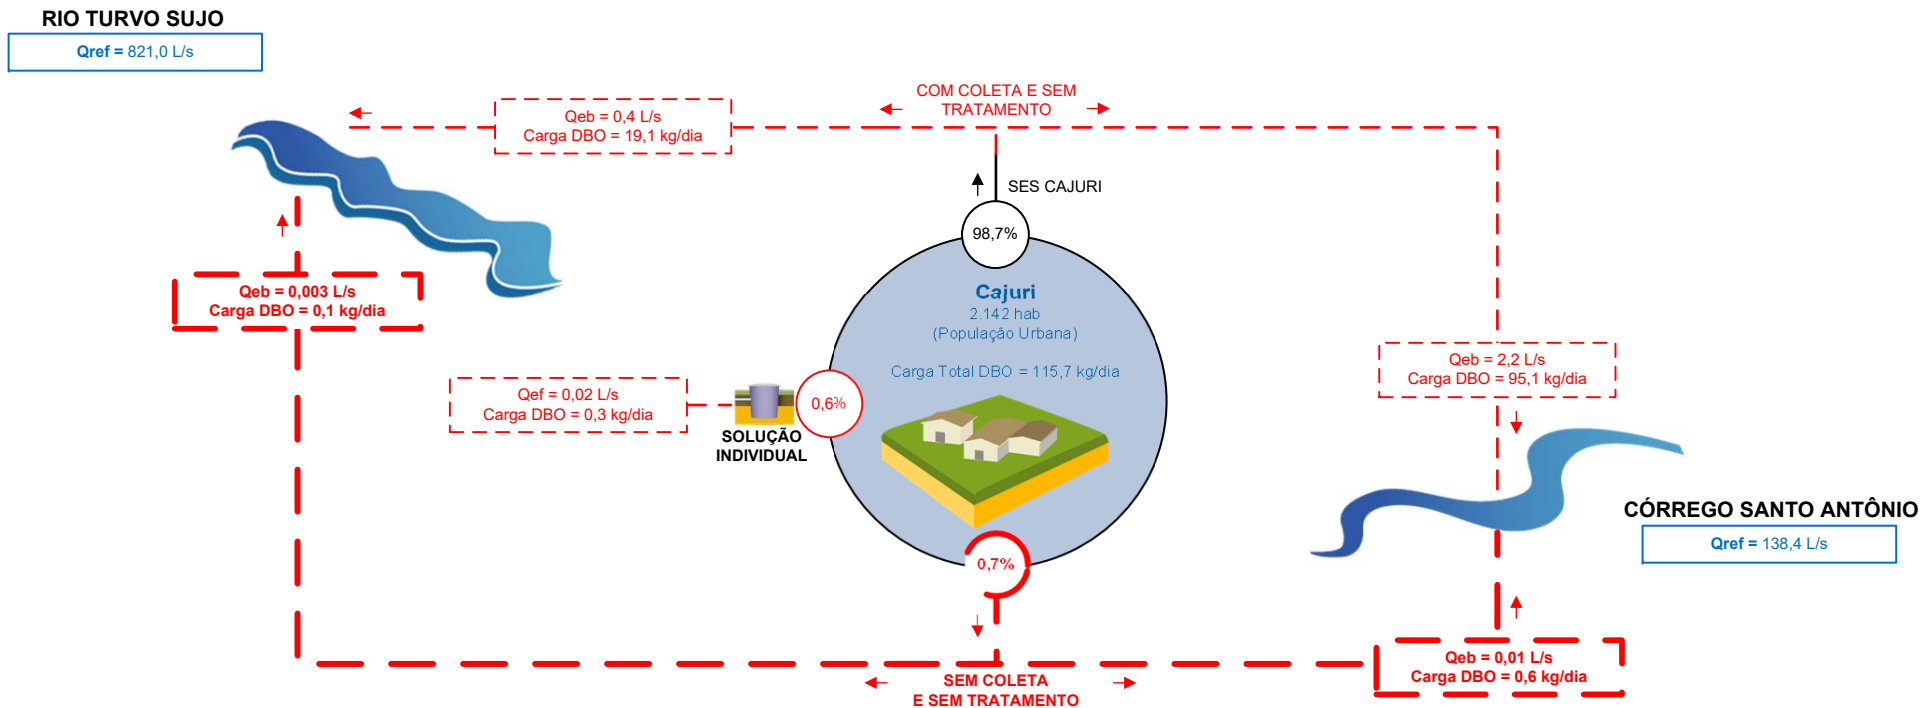 RIO TURVO SUJO
Qref = 821,0 L/s
COM COLETA E SEM
TRATAMENTO
Qeb = 0,4 L/s
Carga DBO = 19,1 kg/dia
SES CAJURI
98,7%
Qeb = 0,003 L/s
Carga DBO = 0,1 kg/dia
Cajuri
2.142 hab
(População Urbana)
Carga Total DBO = 115,7 kg/dia
Qeb = 2,2 L/s
Carga DBO = 95,1 kg/dia
Qef = 0,02 L/s
Carga DBO = 0,3 kg/dia
0,6%
SOLUÇÃO
INDIVIDUAL
CÓRREGO SANTO ANTÔNIO
Qref = 138,4 L/s
0,7%
Qeb = 0,01 L/s
Carga DBO = 0,6 kg/dia
SEM COLETA
E SEM TRATAMENTO